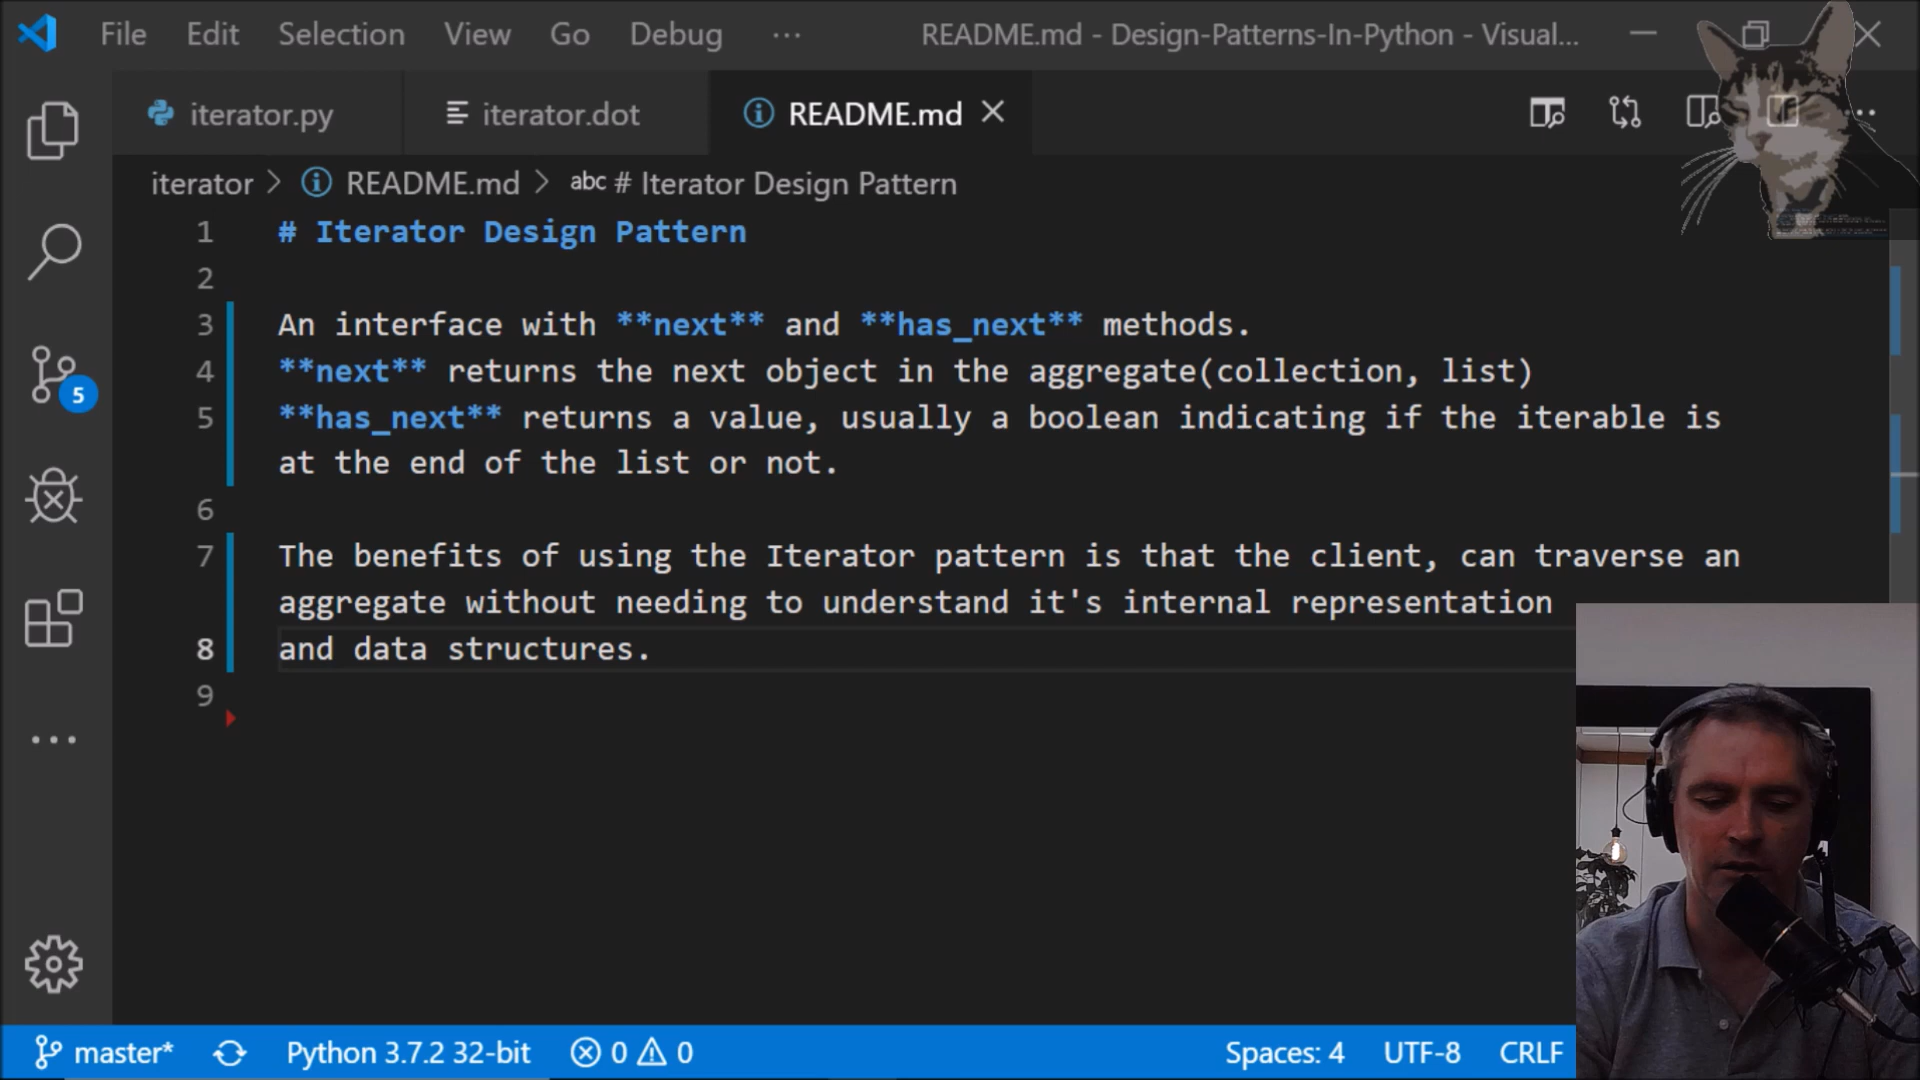 File Edit Selection View Go Debug ... README.md - Design-Patterns-In-Python - Visual...
iterator.py iterator.dot README.md
iterator > README.md > abc # Iterator Design Pattern
1 # Iterator Design Pattern
2
3 An interface with **next** and **has_next** methods.
4 **next** returns the next object in the aggregate(collection, list)
5 **has_next** returns a value, usually a boolean indicating if the iterable is
at the end of the list or not.
6
7 The benefits of using the Iterator pattern is that the client, can traverse an
aggregate without needing to understand it's internal representation
8 and data structures.
9
5
master* Python 3.7.2 32-bit 0 0 Spaces: 4 UTF-8 CRLF